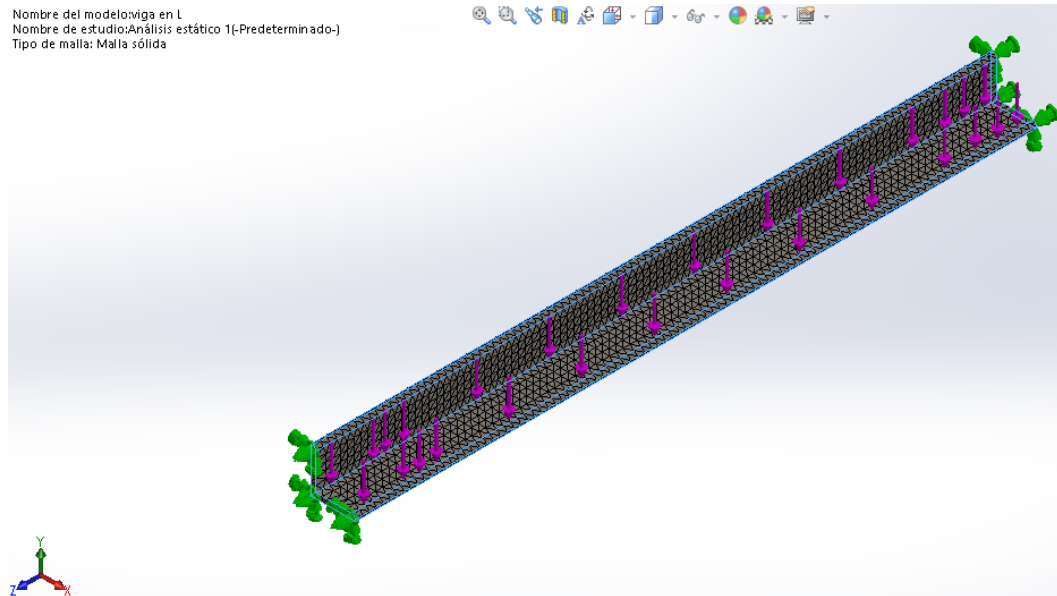 Nombre del modelo:viga en L
Nombre de estudio:Análisis estático 1(-Predeterminado-)
Tipo de malla: Malla sólida
Y
Z
X